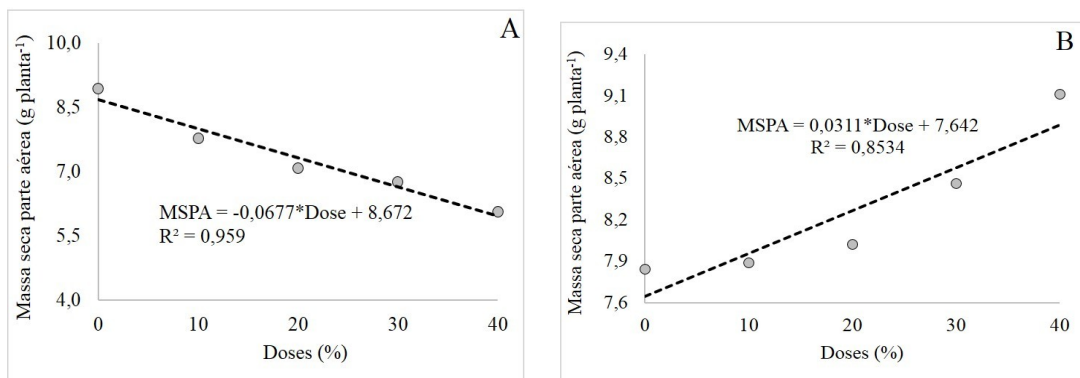 A
Massa seca parte aérea (g planta⁻¹)
10,0
8,5
7,0
5,5
4,0
MSPA = -0,0677*Dose + 8,672
R² = 0,959
0 10 20 30 40
Doses (%)
B
Massa seca parte aérea (g planta⁻¹)
9,4
9,1
8,8
8,5
8,2
7,9
7,6
MSPA = 0,0311*Dose + 7,642
R² = 0,8534
0 10 20 30 40
Doses (%)